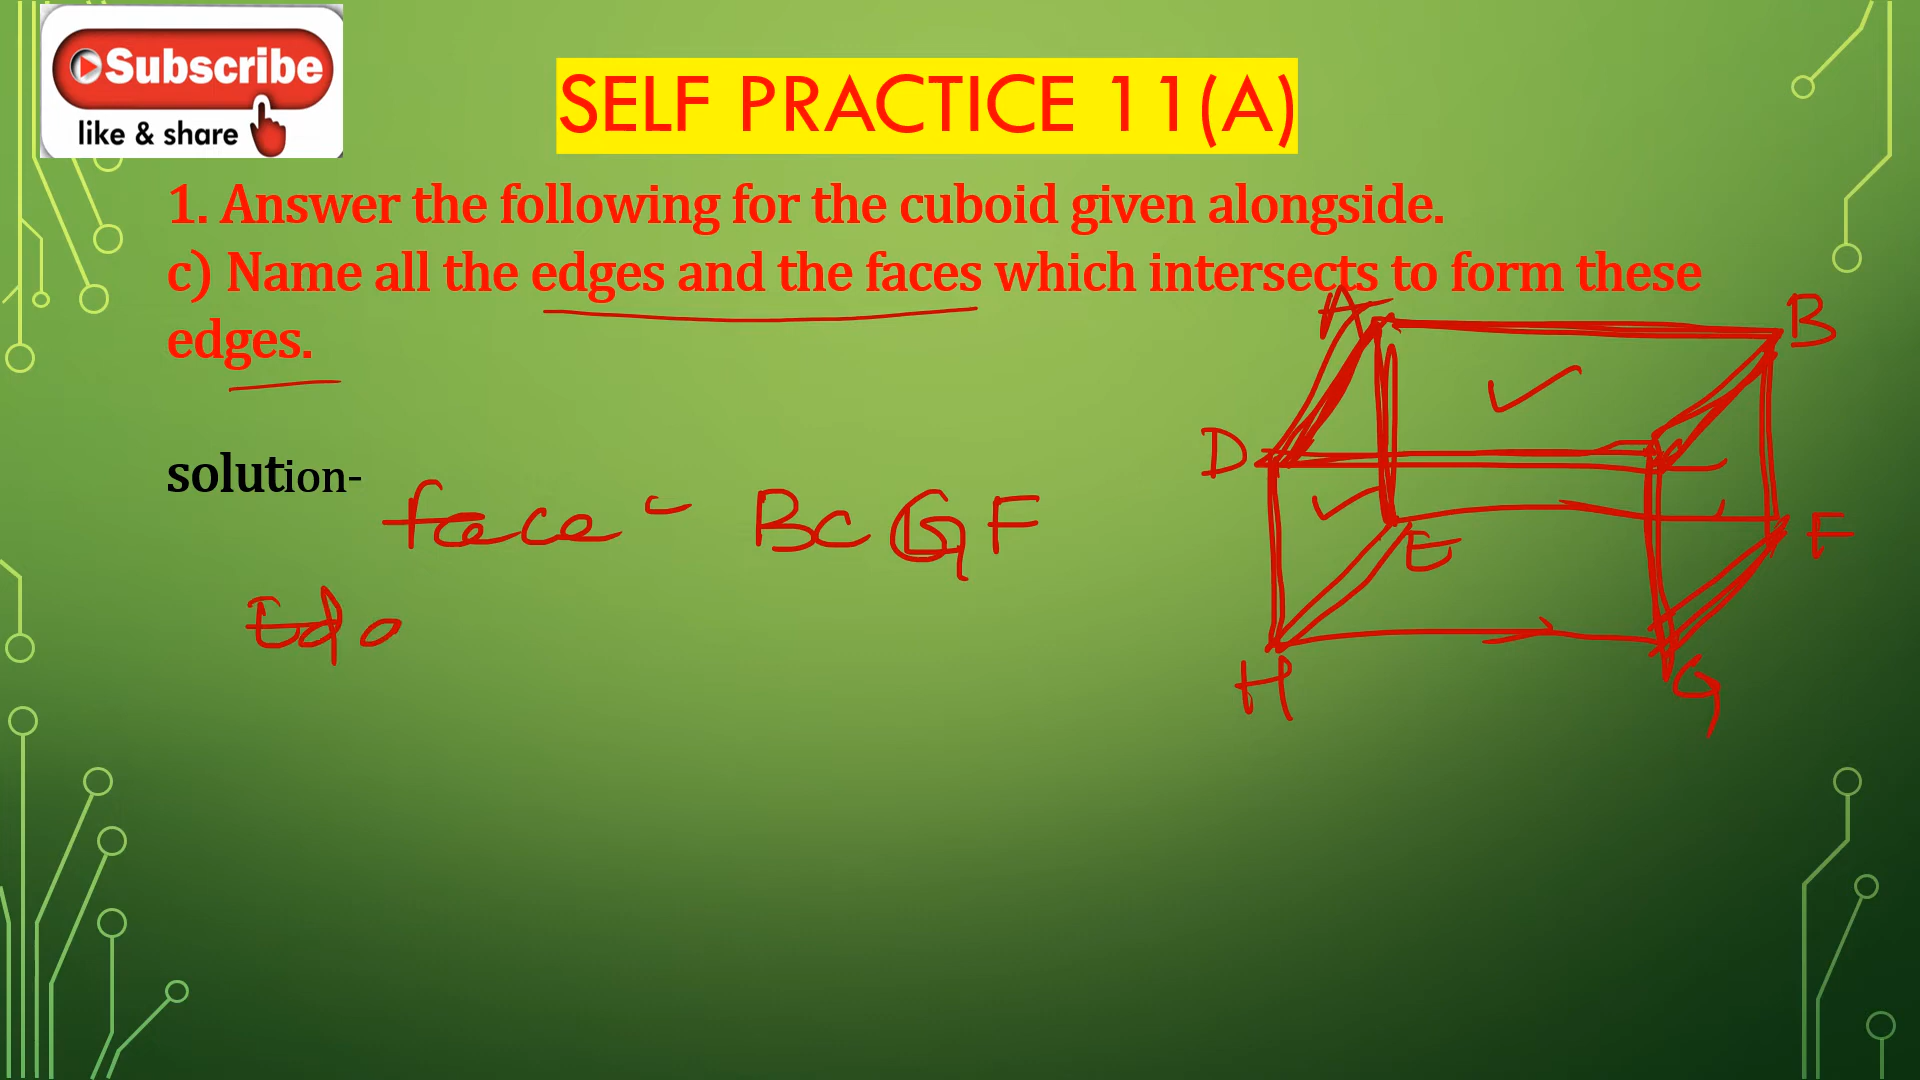 Subscribe
like & share
SELF PRACTICE 11(A)
1. Answer the following for the cuboid given alongside.
c) Name all the edges and the faces which intersects to form these
edges.
A
B
D
solution-
face - BCGF
E
F
H
G